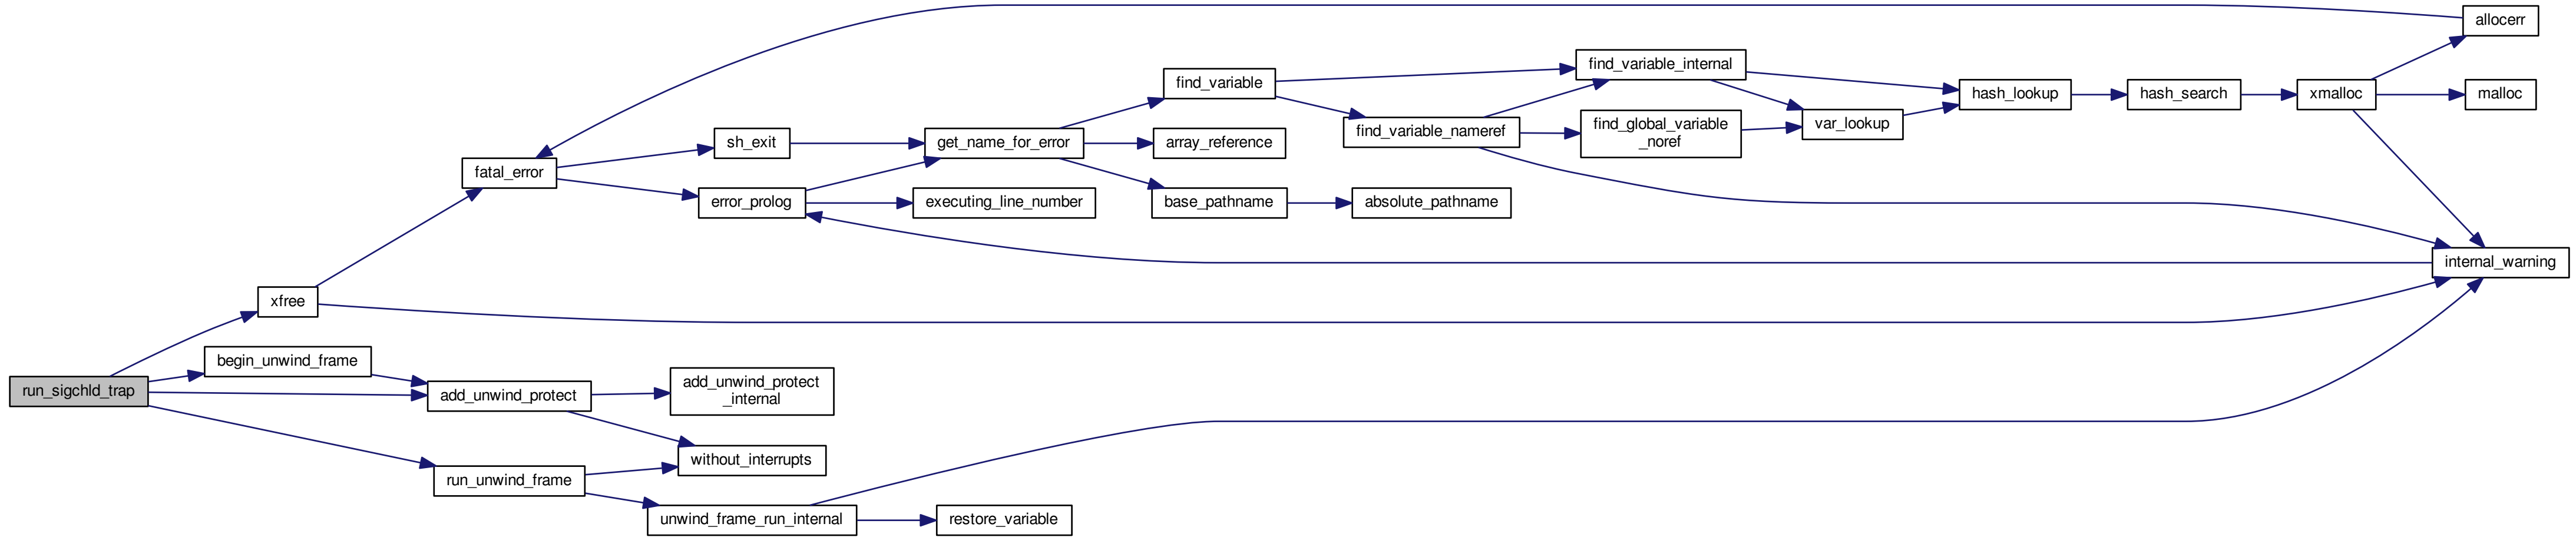 allocerr
find_variable_internal
find_variable
hash_lookup
hash_search
xmalloc
malloc
find_variable_nameref
find_global_variable
_noref
var_lookup
sh_exit
get_name_for_error
array_reference
fatal_error
error_prolog
executing_line_number
base_pathname
absolute_pathname
internal_warning
xfree
begin_unwind_frame
run_sigchld_trap
add_unwind_protect
add_unwind_protect
_internal
without_interrupts
run_unwind_frame
unwind_frame_run_internal
restore_variable